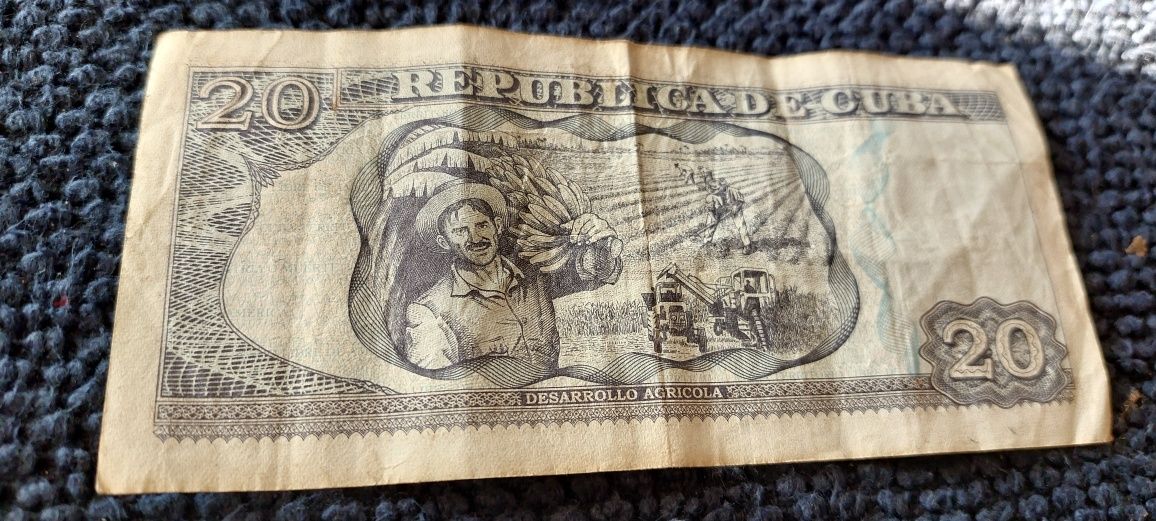 20
REPUBLICA DE CUBA
DESARROLLO AGRICOLA
20